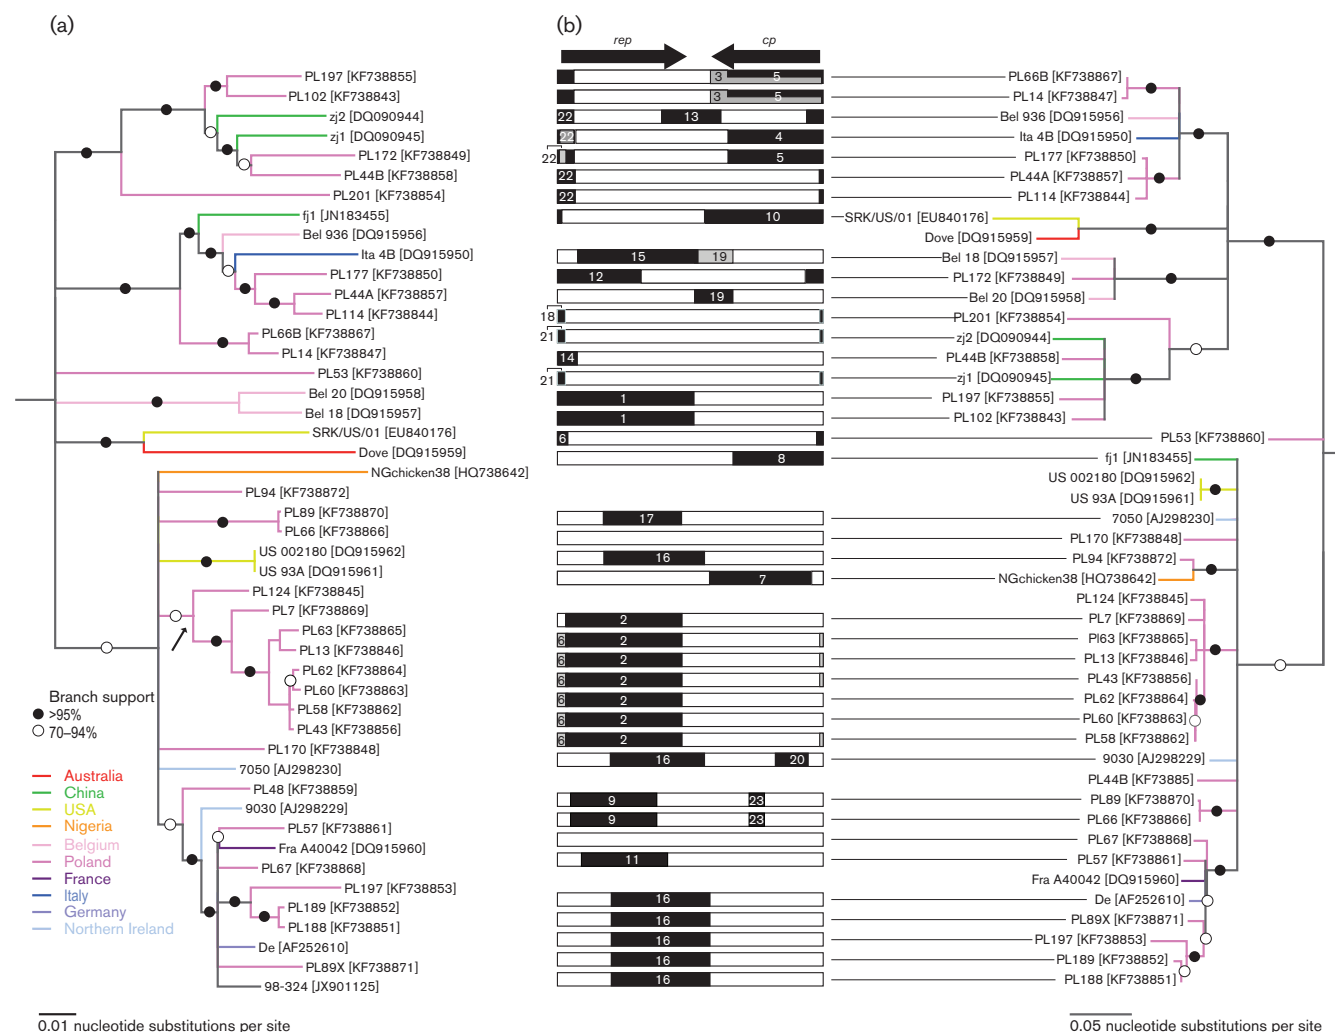 (a)
PL197 [KF738855]
PL102 [KF738843]
zj2 [DQ090944]
zj1 [DQ090945]
PL172 [KF738849]
PL44B [KF738858]
PL201 [KF738854]
fj1 [JN183455]
Bel 936 [DQ915956]
Ita 4B [DQ915950]
PL177 [KF738850]
PL44A [KF738857]
PL114 [KF738844]
PL66B [KF738867]
PL14 [KF738847]
PL53 [KF738860]
Bel 20 [DQ915958]
Bel 18 [DQ915957]
SRK/US/01 [EU840176]
Dove [DQ915959]
NGchicken38 [HQ738642]
PL94 [KF738872]
PL89 [KF738870]
PL66 [KF738866]
US 002180 [DQ915962]
US 93A [DQ915961]
PL124 [KF738845]
PL7 [KF738869]
PL63 [KF738865]
PL13 [KF738846]
PL62 [KF738864]
PL60 [KF738863]
PL58 [KF738862]
PL43 [KF738856]
PL170 [KF738848]
7050 [AJ298230]
PL48 [KF738859]
9030 [AJ298229]
PL57 [KF738861]
Fra A40042 [DQ915960]
PL67 [KF738868]
PL197 [KF738853]
PL189 [KF738852]
PL188 [KF738851]
De [AF252610]
PL89X [KF738871]
98-324 [JX901125]
Branch support
>95%
70–94%
Australia
China
USA
Nigeria
Belgium
Poland
France
Italy
Germany
Northern Ireland
0.01 nucleotide substitutions per site
(b)
rep cp
3 5 PL66B [KF738867]
3 5 PL14 [KF738847]
22 13 Bel 936 [DQ915956]
22 4 Ita 4B [DQ915950]
22 5 PL177 [KF738850]
22 PL44A [KF738857]
22 PL114 [KF738844]
10 SRK/US/01 [EU840176]
Dove [DQ915959]
15 19 Bel 18 [DQ915957]
12 PL172 [KF738849]
19 Bel 20 [DQ915958]
18 PL201 [KF738854]
21 zj2 [DQ090944]
14 PL44B [KF738858]
21 zj1 [DQ090945]
1 PL197 [KF738855]
1 PL102 [KF738843]
6 PL53 [KF738860]
8 fj1 [JN183455]
US 002180 [DQ915962]
US 93A [DQ915961]
17 7050 [AJ298230]
PL170 [KF738848]
16 PL94 [KF738872]
7 NGchicken38 [HQ738642]
PL124 [KF738845]
2 PL7 [KF738869]
6 2 Pl63 [KF738865]
6 2 PL13 [KF738846]
6 2 PL43 [KF738856]
6 2 PL62 [KF738864]
6 2 PL60 [KF738863]
6 2 PL58 [KF738862]
16 20 9030 [AJ298229]
PL44B [KF73885]
9 23 PL89 [KF738870]
9 23 PL66 [KF738866]
PL67 [KF738868]
11 PL57 [KF738861]
Fra A40042 [DQ915960]
16 De [AF252610]
16 PL89X [KF738871]
16 PL197 [KF738853]
16 PL189 [KF738852]
16 PL188 [KF738851]
0.05 nucleotide substitutions per site